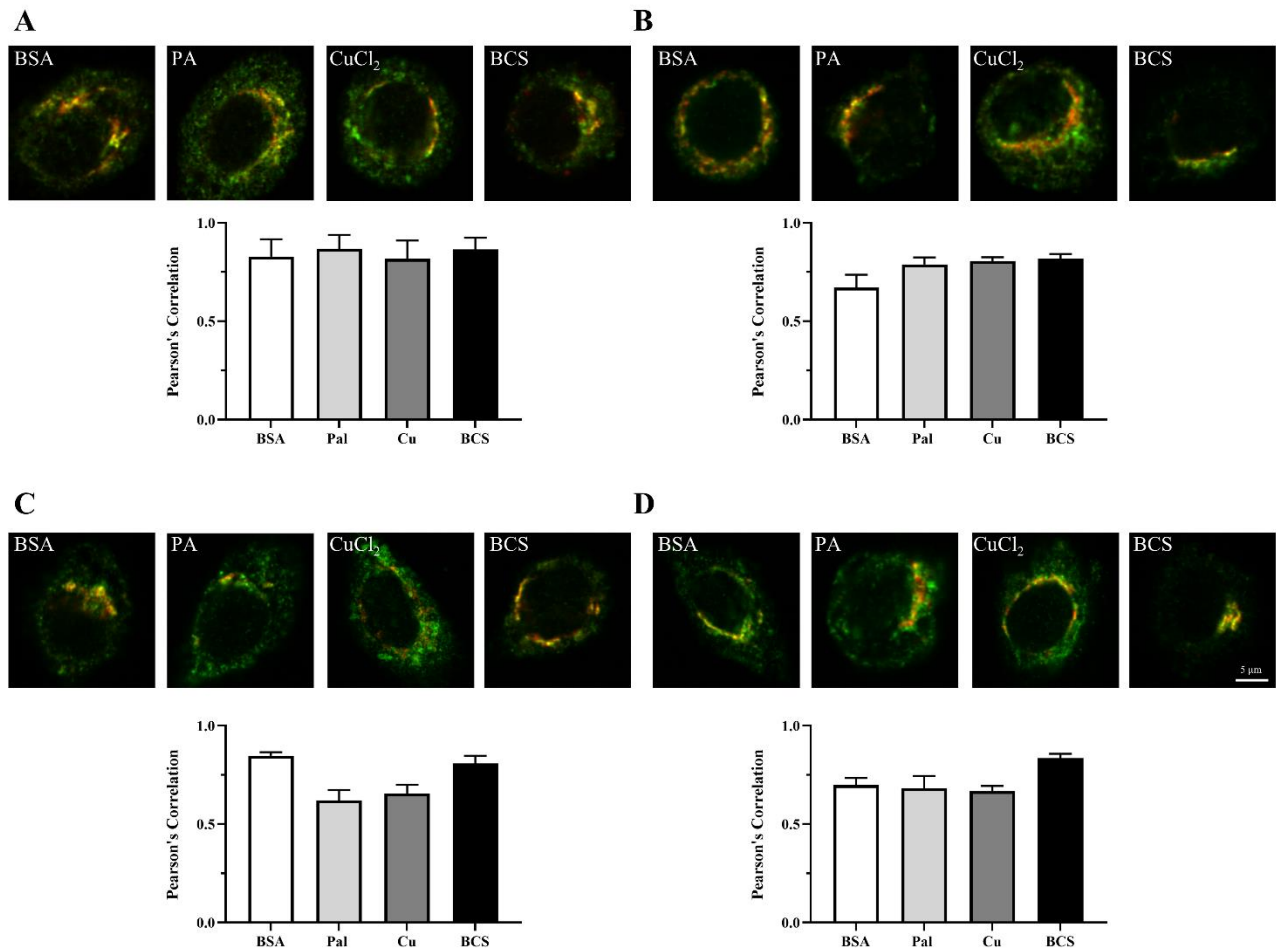 A
B
BSA PA CuCl₂ BCS
BSA PA CuCl₂ BCS
1.0
0.5
0.0
Pearson's Correlation
BSA Pal Cu BCS
1.0
0.5
0.0
Pearson's Correlation
BSA Pal Cu BCS
C
D
BSA PA CuCl₂ BCS
BSA PA CuCl₂ BCS
5 μm
1.0
0.5
0.0
Pearson's Correlation
BSA Pal Cu BCS
1.0
0.5
0.0
Pearson's Correlation
BSA Pal Cu BCS